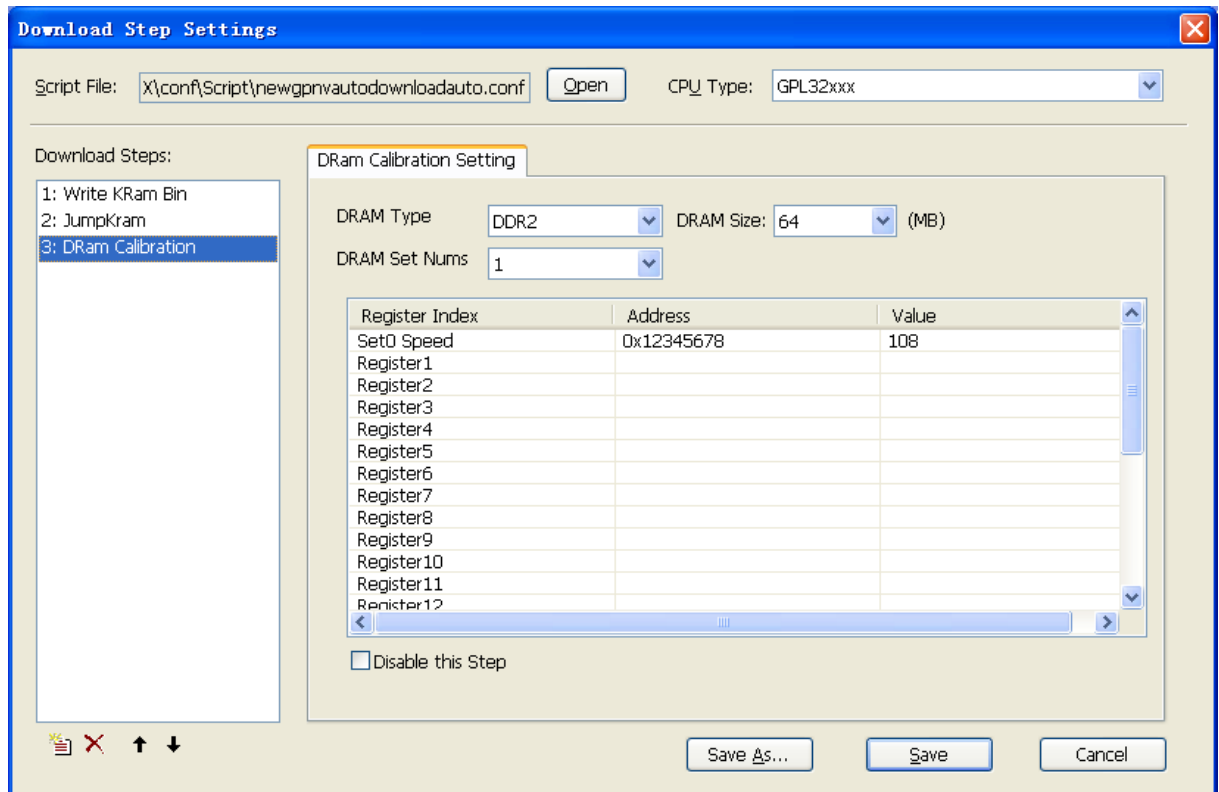 Download Step Settings
Script File: X\conf\Script\newgpnvautodownloadauto.conf Open CPU Type: GPL32xxx
Download Steps:
1: Write KRam Bin
2: JumpKram
3: DRam Calibration
DRam Calibration Setting
DRAM Type DDR2 DRAM Size: 64 (MB)
DRAM Set Nums 1
Register Index Address Value
Set0 Speed 0x12345678 108
Register1
Register2
Register3
Register4
Register5
Register6
Register7
Register8
Register9
Register10
Register11
Register12
Disable this Step
Save As... Save Cancel